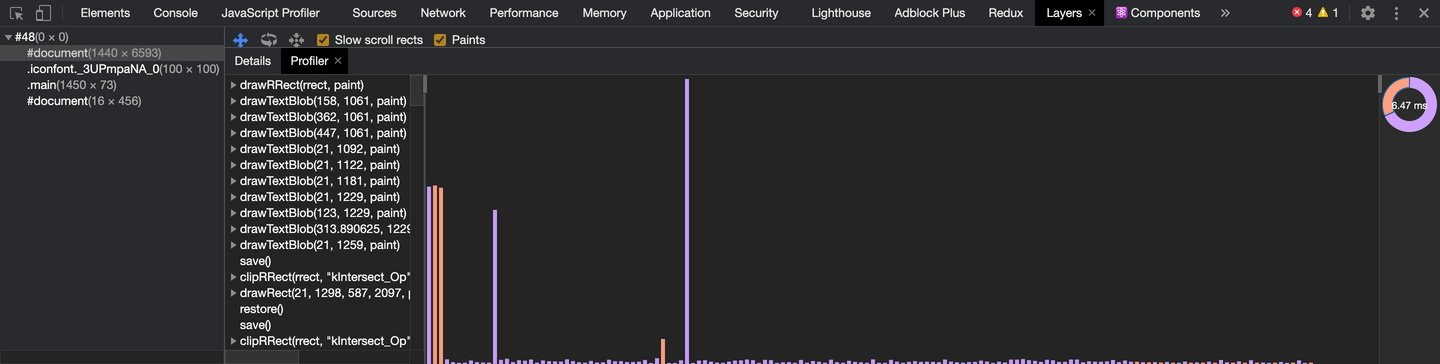 Elements Console JavaScript Profiler Sources Network Performance Memory Application Security Lighthouse Adblock Plus Redux Layers × Components » 4 1
#48(0 × 0)
#document(1440 × 6593)
.iconfont._3UPmpaNA_0(100 × 100)
.main(1450 × 73)
#document(16 × 456)
Slow scroll rects Paints
Details Profiler ×
drawRRect(rrect, paint)
drawTextBlob(158, 1061, paint)
drawTextBlob(362, 1061, paint)
drawTextBlob(447, 1061, paint)
drawTextBlob(21, 1092, paint)
drawTextBlob(21, 1122, paint)
drawTextBlob(21, 1181, paint)
drawTextBlob(21, 1229, paint)
drawTextBlob(123, 1229, paint)
drawTextBlob(313.890625, 1229
drawTextBlob(21, 1259, paint)
save()
clipRRect(rrect, "kIntersect_Op"
drawRect(21, 1298, 587, 2097, p
restore()
save()
clipRRect(rrect, "kIntersect_Op"
6.47 ms